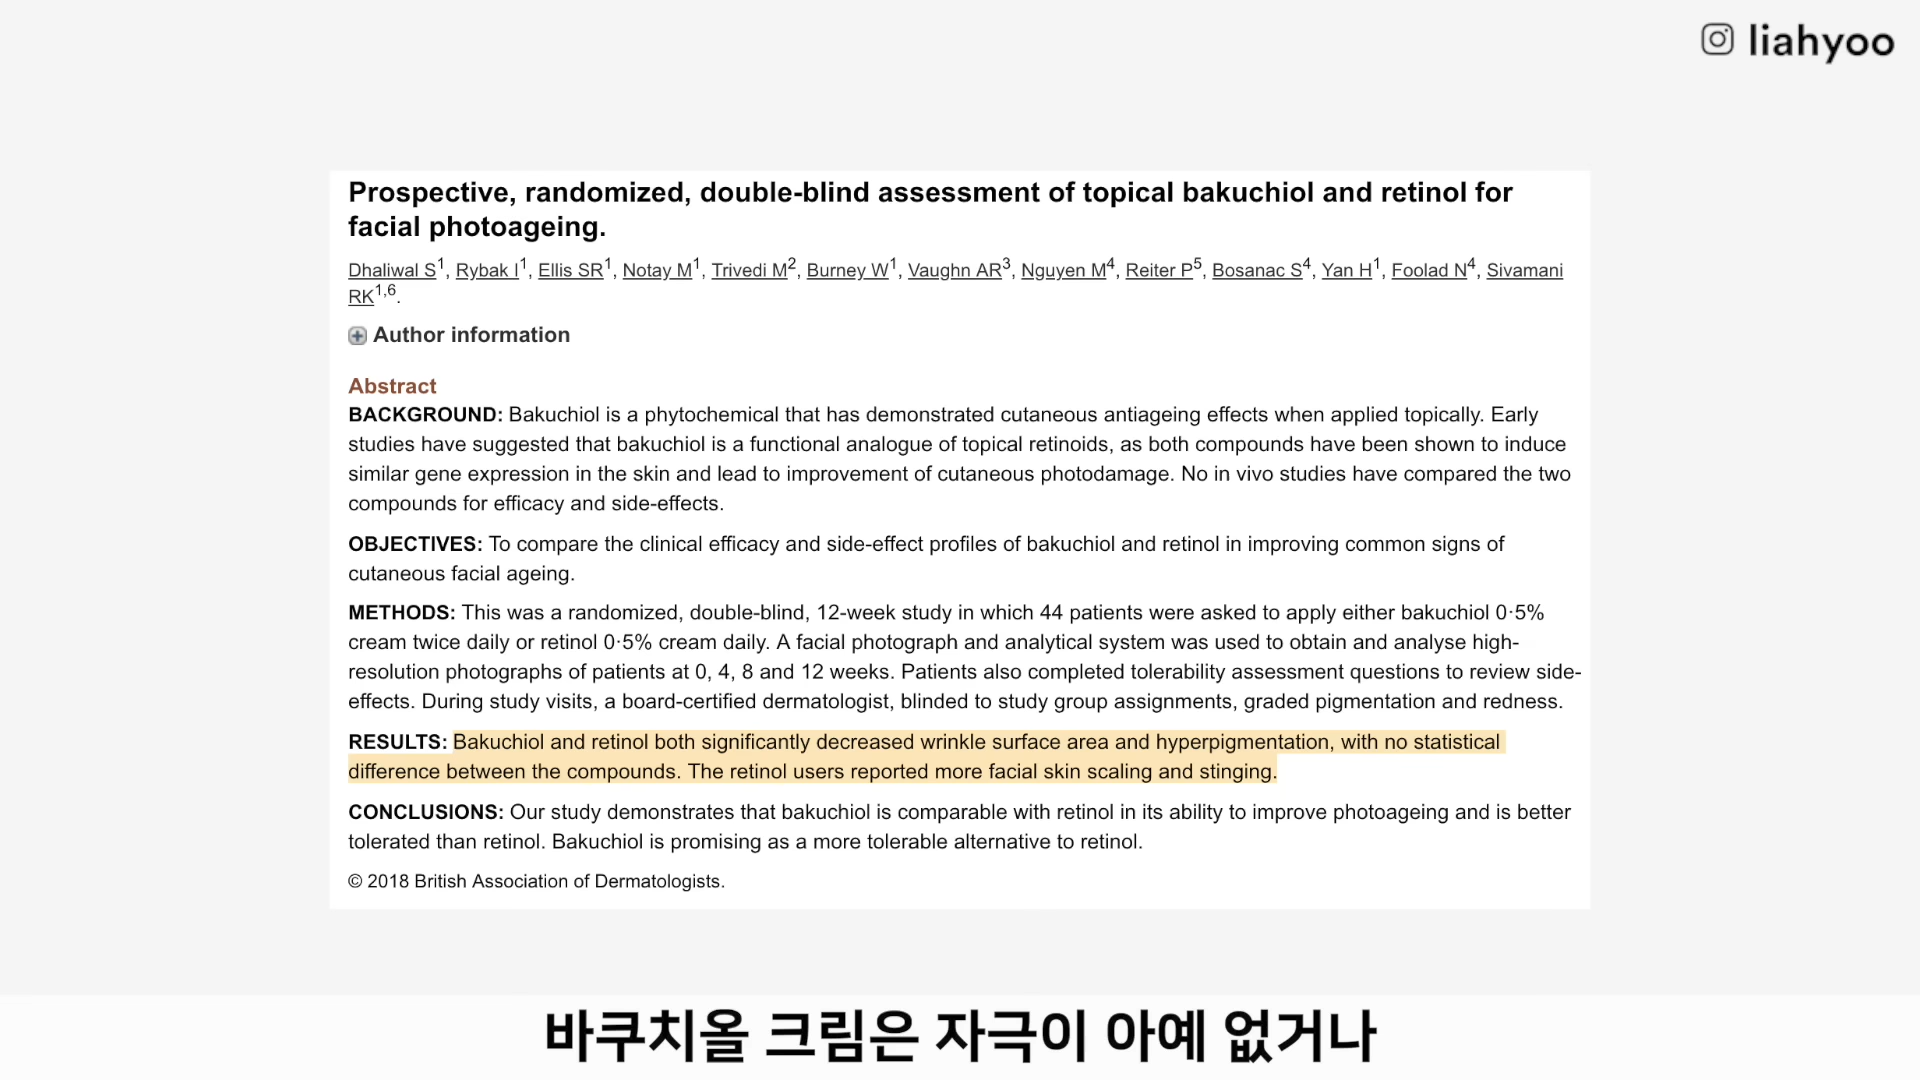 liahyoo
Prospective, randomized, double-blind assessment of topical bakuchiol and retinol for
facial photoageing.
Dhaliwal S1, Rybak I1, Ellis SR1, Notay M1, Trivedi M2, Burney W1, Vaughn AR3, Nguyen M4, Reiter P5, Bosanac S4, Yan H1, Foolad N4, Sivamani
RK1,6.
Author information
Abstract
BACKGROUND: Bakuchiol is a phytochemical that has demonstrated cutaneous antiageing effects when applied topically. Early
studies have suggested that bakuchiol is a functional analogue of topical retinoids, as both compounds have been shown to induce
similar gene expression in the skin and lead to improvement of cutaneous photodamage. No in vivo studies have compared the two
compounds for efficacy and side-effects.
OBJECTIVES: To compare the clinical efficacy and side-effect profiles of bakuchiol and retinol in improving common signs of
cutaneous facial ageing.
METHODS: This was a randomized, double-blind, 12-week study in which 44 patients were asked to apply either bakuchiol 0·5%
cream twice daily or retinol 0·5% cream daily. A facial photograph and analytical system was used to obtain and analyse high-
resolution photographs of patients at 0, 4, 8 and 12 weeks. Patients also completed tolerability assessment questions to review side-
effects. During study visits, a board-certified dermatologist, blinded to study group assignments, graded pigmentation and redness.
RESULTS: Bakuchiol and retinol both significantly decreased wrinkle surface area and hyperpigmentation, with no statistical
difference between the compounds. The retinol users reported more facial skin scaling and stinging.
CONCLUSIONS: Our study demonstrates that bakuchiol is comparable with retinol in its ability to improve photoageing and is better
tolerated than retinol. Bakuchiol is promising as a more tolerable alternative to retinol.
© 2018 British Association of Dermatologists.
바쿠치올 크림은 자극이 아예 없거나